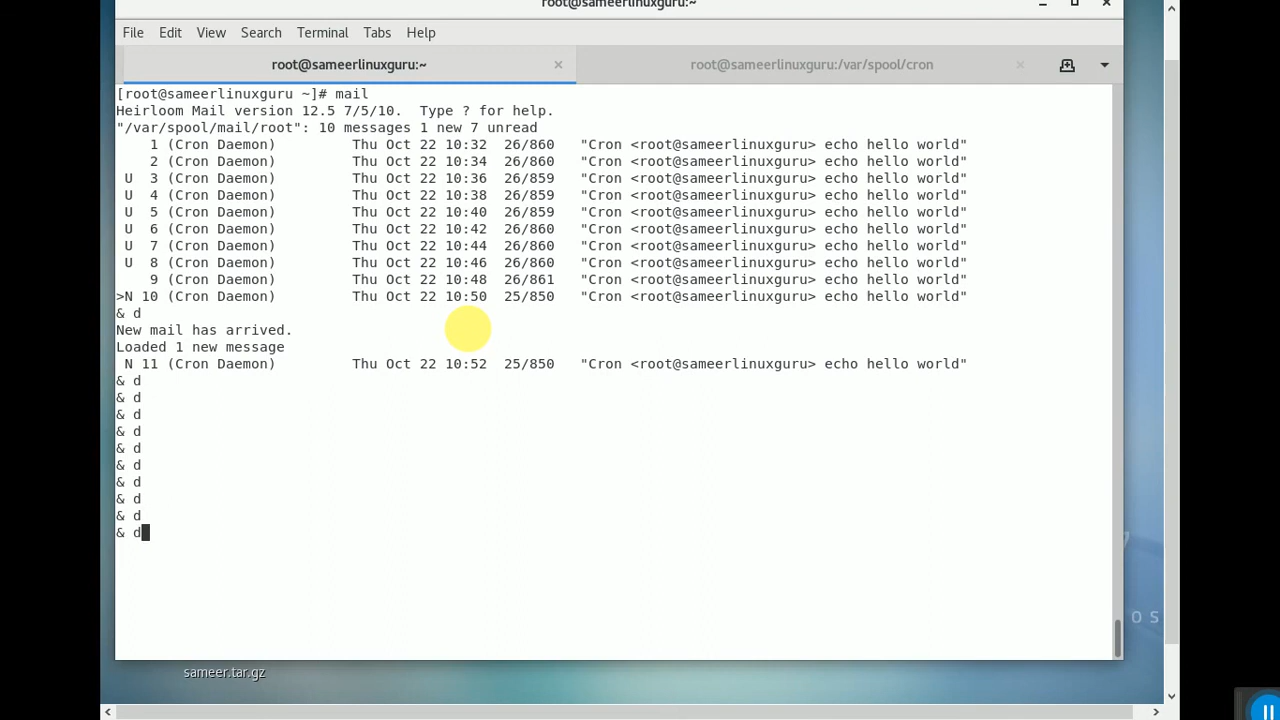 root@sameerlinuxguru:~
File Edit View Search Terminal Tabs Help
root@sameerlinuxguru:~ × root@sameerlinuxguru:/var/spool/cron ×
[root@sameerlinuxguru ~]# mail
Heirloom Mail version 12.5 7/5/10.  Type ? for help.
"/var/spool/mail/root": 10 messages 1 new 7 unread
    1 (Cron Daemon)         Thu Oct 22 10:32  26/860   "Cron <root@sameerlinuxguru> echo hello world"
    2 (Cron Daemon)         Thu Oct 22 10:34  26/860   "Cron <root@sameerlinuxguru> echo hello world"
 U  3 (Cron Daemon)         Thu Oct 22 10:36  26/859   "Cron <root@sameerlinuxguru> echo hello world"
 U  4 (Cron Daemon)         Thu Oct 22 10:38  26/859   "Cron <root@sameerlinuxguru> echo hello world"
 U  5 (Cron Daemon)         Thu Oct 22 10:40  26/859   "Cron <root@sameerlinuxguru> echo hello world"
 U  6 (Cron Daemon)         Thu Oct 22 10:42  26/860   "Cron <root@sameerlinuxguru> echo hello world"
 U  7 (Cron Daemon)         Thu Oct 22 10:44  26/860   "Cron <root@sameerlinuxguru> echo hello world"
 U  8 (Cron Daemon)         Thu Oct 22 10:46  26/860   "Cron <root@sameerlinuxguru> echo hello world"
    9 (Cron Daemon)         Thu Oct 22 10:48  26/861   "Cron <root@sameerlinuxguru> echo hello world"
>N 10 (Cron Daemon)         Thu Oct 22 10:50  25/850   "Cron <root@sameerlinuxguru> echo hello world"
& d
New mail has arrived.
Loaded 1 new message
 N 11 (Cron Daemon)         Thu Oct 22 10:52  25/850   "Cron <root@sameerlinuxguru> echo hello world"
& d
& d
& d
& d
& d
& d
& d
& d
& d
& d
OS
sameer.tar.gz